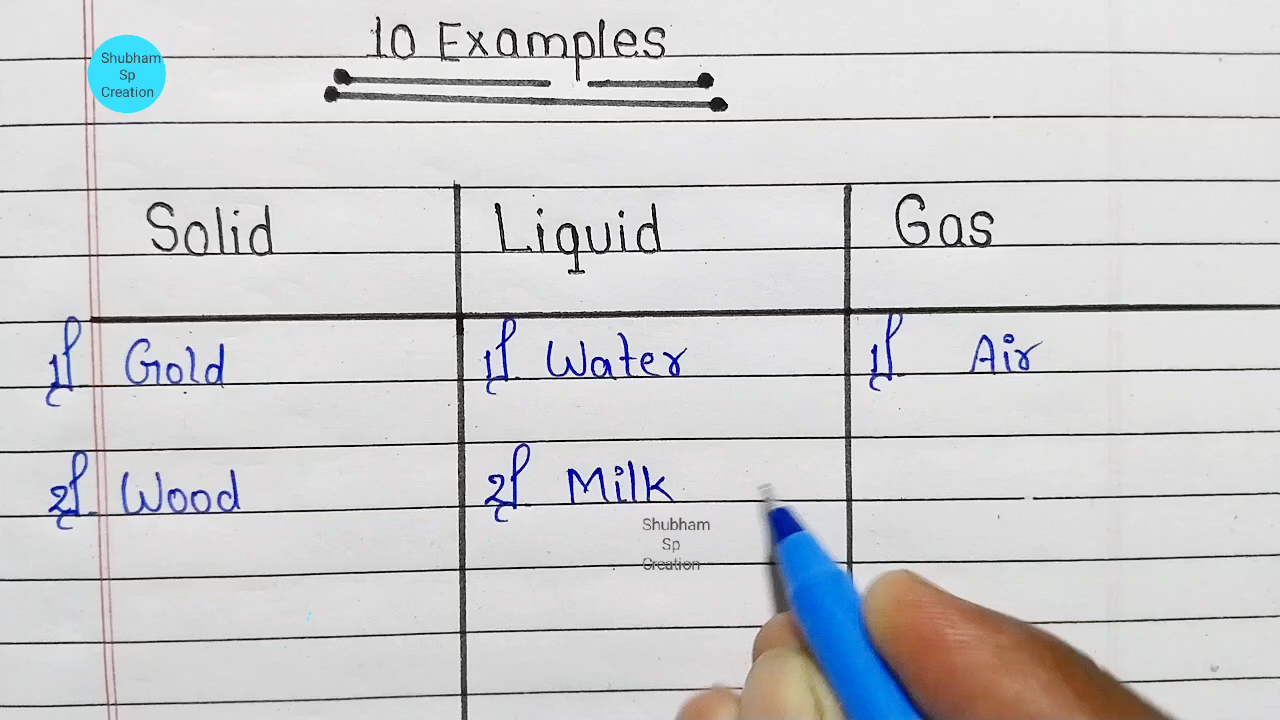 10 Examples
Shubham
Sp
Creation
Solid Liquid Gas
1) Gold 1) Water 1) Air
2) Wood 2) Milk
Shubham
Sp
Creation